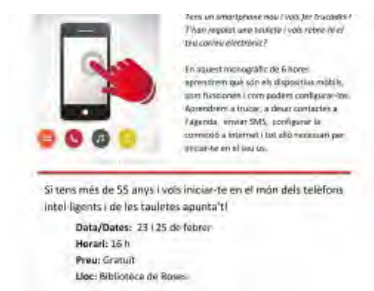 Tens un smartphone nou i vols fer trucades?
T'han regalat una tauleta i vols rebre-hi el
teu correu electrònic?
En aquest monogràfic de 6 hores
aprendrem què són els dispositius mòbils,
com funcionen i com podem configurar-los.
Aprendrem a trucar, a desar contactes a
l'agenda, enviar SMS, configurar la
connexió a internet i tot allò necessari per
iniciar-te en el seu ús.
Si tens més de 55 anys i vols iniciar-te en el món dels telèfons
intel·ligents i de les tauletes apunta't!
Data/Dates: 23 i 25 de febrer
Horari: 16 h
Preu: Gratuït
Lloc: Biblioteca de Roses